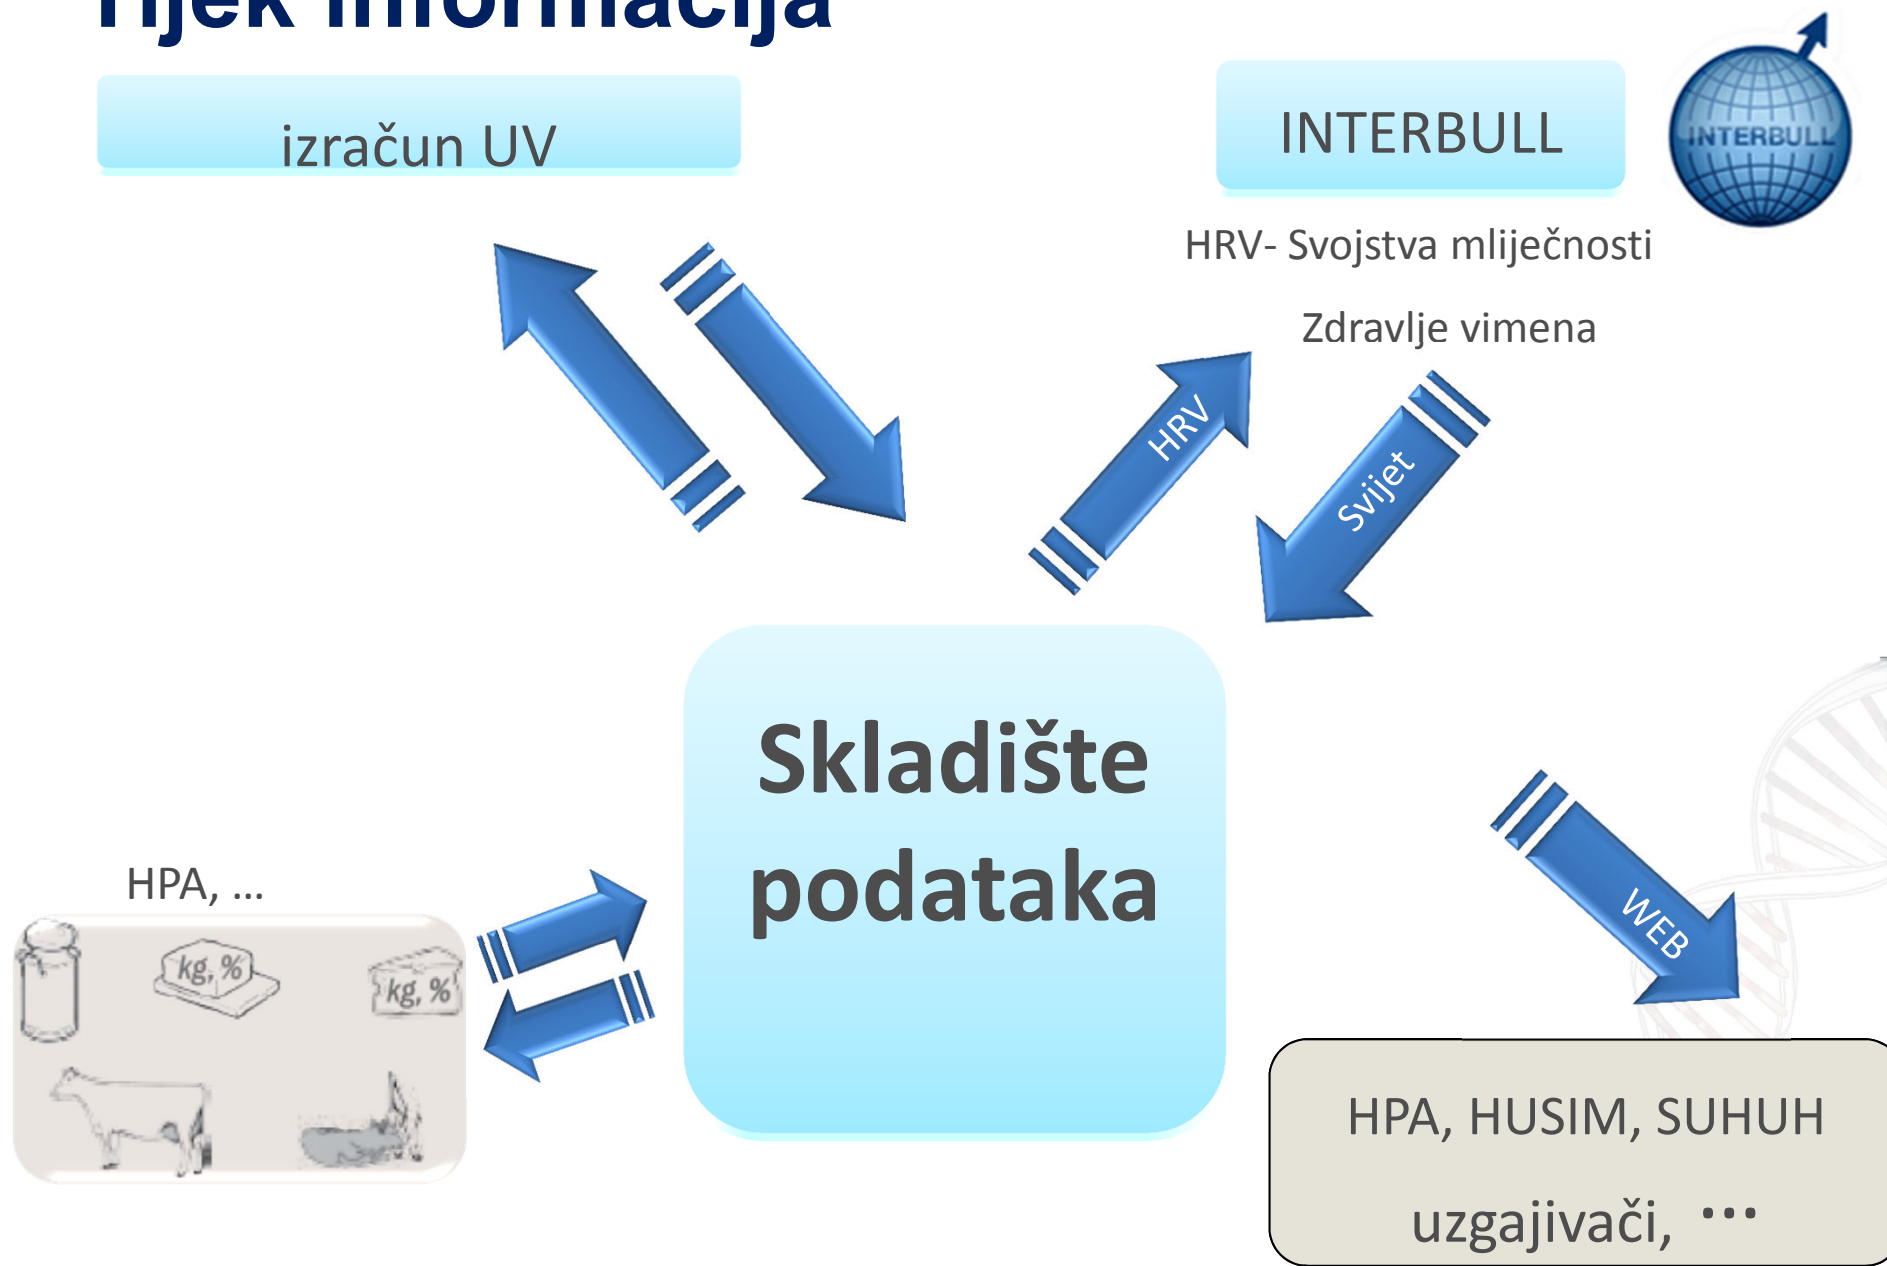 informacija
izračun UV
INTERBULL
INTERBULL
HRV- Svojstva mliječnosti
Zdravlje vimena
HRV
Svijet
Skladište
podataka
HPA, ...
kg, %
kg, %
WEB
HPA, HUSIM, SUHUH
uzgajivači, ...